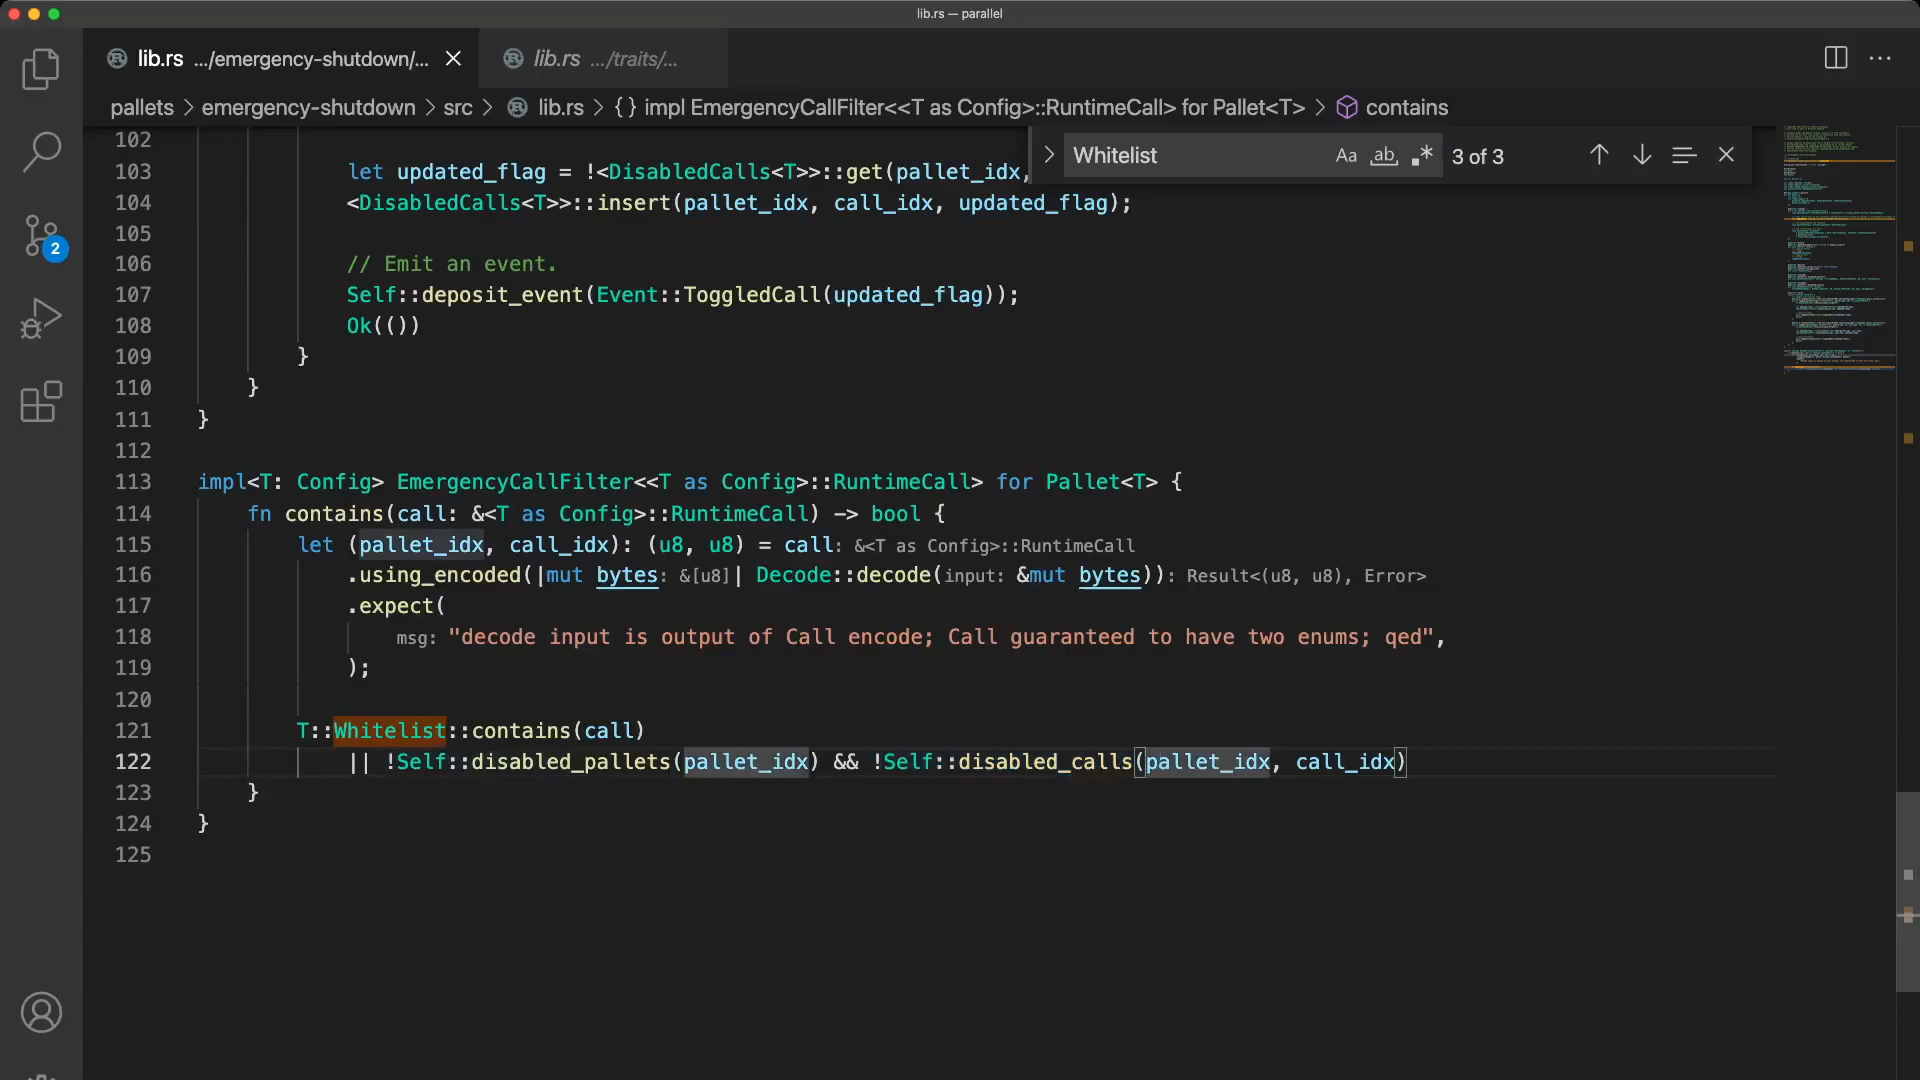 lib.rs — parallel
lib.rs .../emergency-shutdown/...
lib.rs .../traits/...
pallets > emergency-shutdown > src > lib.rs > {} impl EmergencyCallFilter<<T as Config>::RuntimeCall> for Pallet<T> > contains
Whitelist Aa ab .* 3 of 3
2
102
103 let updated_flag = !<DisabledCalls<T>>::get(pallet_idx,
104 <DisabledCalls<T>>::insert(pallet_idx, call_idx, updated_flag);
105
106 // Emit an event.
107 Self::deposit_event(Event::ToggledCall(updated_flag));
108 Ok(())
109 }
110 }
111 }
112
113 impl<T: Config> EmergencyCallFilter<<T as Config>::RuntimeCall> for Pallet<T> {
114 fn contains(call: &<T as Config>::RuntimeCall) -> bool {
115 let (pallet_idx, call_idx): (u8, u8) = call: &<T as Config>::RuntimeCall
116 .using_encoded(|mut bytes: &[u8]| Decode::decode(input: &mut bytes)): Result<(u8, u8), Error>
117 .expect(
118 msg: "decode input is output of Call encode; Call guaranteed to have two enums; qed",
119 );
120
121 T::Whitelist::contains(call)
122 || !Self::disabled_pallets(pallet_idx) && !Self::disabled_calls(pallet_idx, call_idx)
123 }
124 }
125